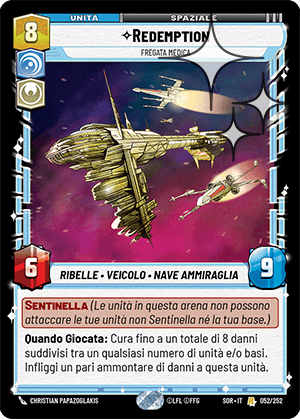 UNITÀ SPAZIALE
8
✧REDEMPTION
FREGATA MEDICA
6
RIBELLE • VEICOLO • NAVE AMMIRAGLIA
9
SENTINELLA (Le unità in questa arena non possono
attaccare le tue unità non Sentinella né la tua base.)
Quando Giocata: Cura fino a un totale di 8 danni
suddivisi tra un qualsiasi numero di unità e/o basi.
Infliggi un pari ammontare di danni a questa unità.
CHRISTIAN PAPAZOGLAKIS ©LFL ©FFG SOR • IT 052/252